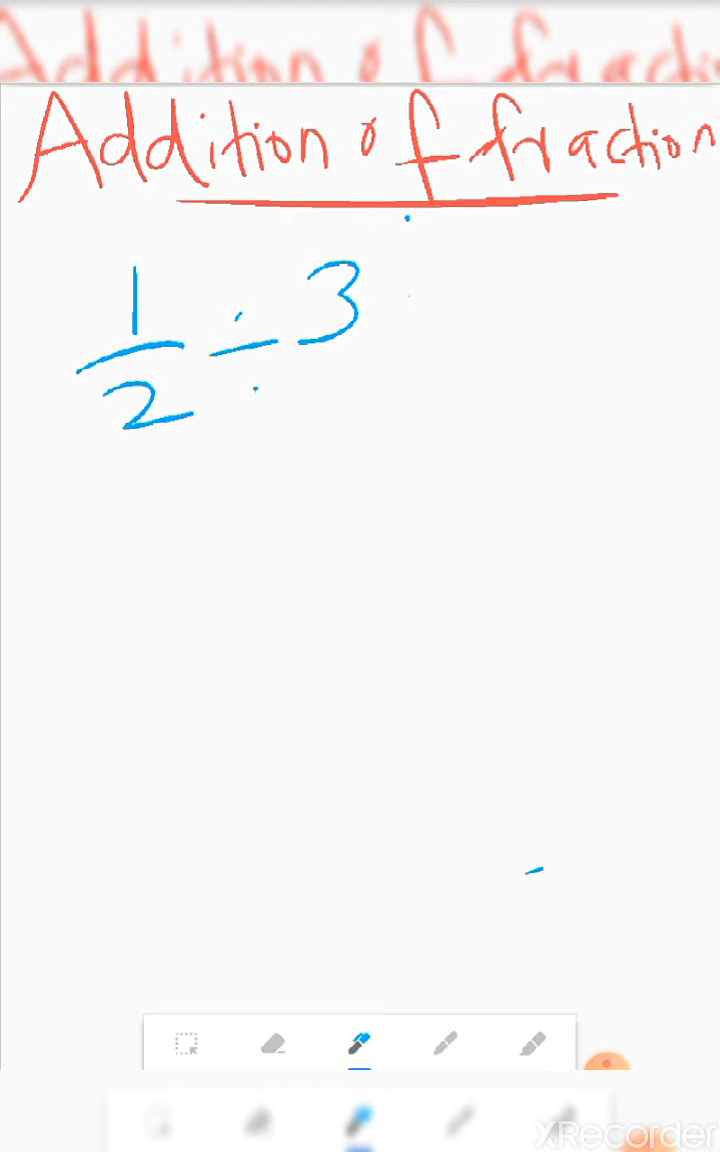 Addition of fraction
1/2 ÷ 3
XRecorder